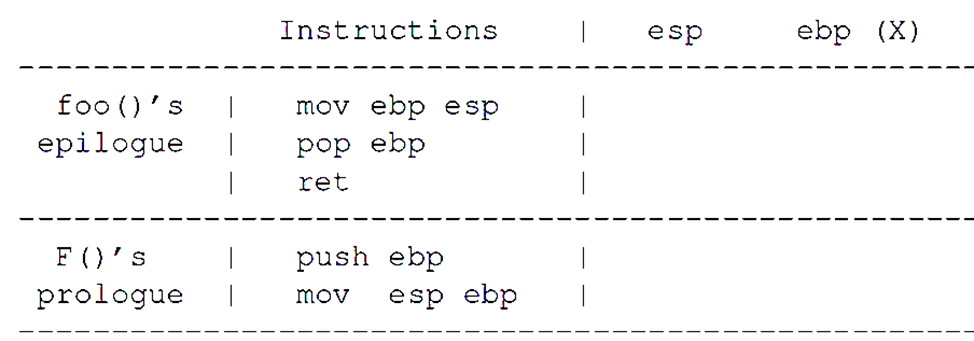 Instructions | esp ebp (X)
---------------------------------------------------
foo()’s | mov ebp esp |
epilogue | pop ebp |
| ret |
---------------------------------------------------
F()’s | push ebp |
prologue | mov esp ebp |
---------------------------------------------------